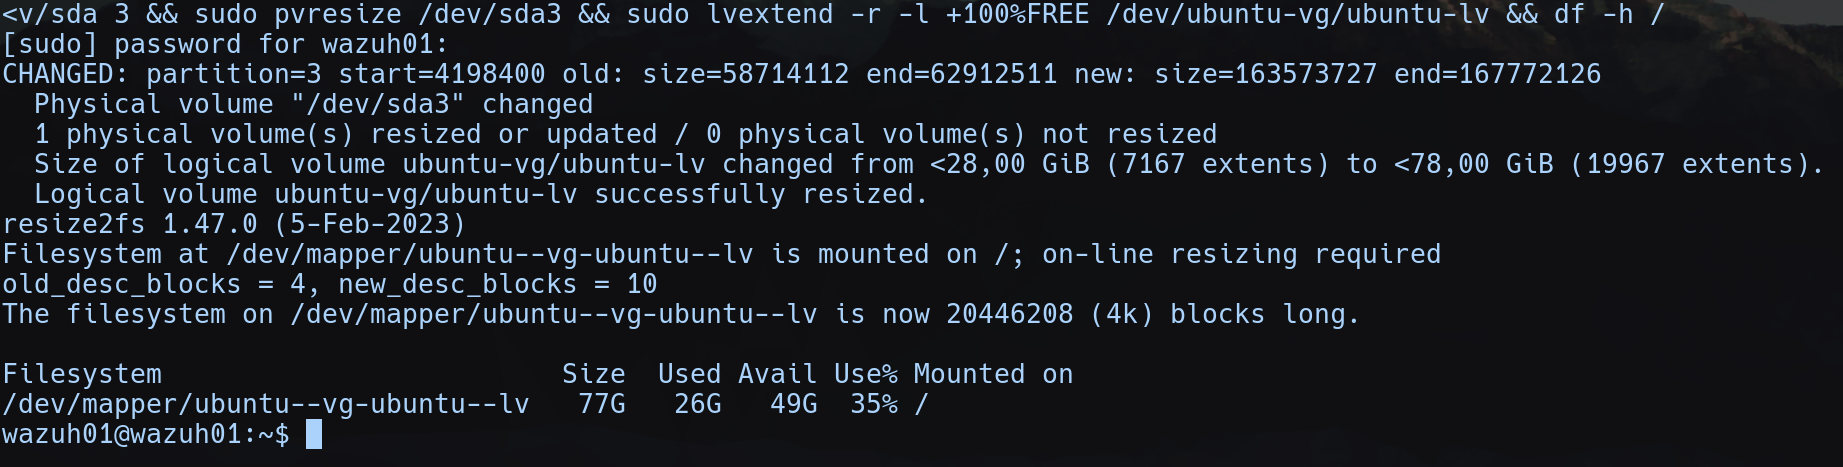 <v/sda 3 && sudo pvresize /dev/sda3 && sudo lvextend -r -l +100%FREE /dev/ubuntu-vg/ubuntu-lv && df -h /
[sudo] password for wazuh01:
CHANGED: partition=3 start=4198400 old: size=58714112 end=62912511 new: size=163573727 end=167772126
  Physical volume "/dev/sda3" changed
  1 physical volume(s) resized or updated / 0 physical volume(s) not resized
  Size of logical volume ubuntu-vg/ubuntu-lv changed from <28,00 GiB (7167 extents) to <78,00 GiB (19967 extents).
  Logical volume ubuntu-vg/ubuntu-lv successfully resized.
resize2fs 1.47.0 (5-Feb-2023)
Filesystem at /dev/mapper/ubuntu--vg-ubuntu--lv is mounted on /; on-line resizing required
old_desc_blocks = 4, new_desc_blocks = 10
The filesystem on /dev/mapper/ubuntu--vg-ubuntu--lv is now 20446208 (4k) blocks long.

Filesystem                         Size  Used Avail Use% Mounted on
/dev/mapper/ubuntu--vg-ubuntu--lv   77G   26G   49G  35% /
wazuh01@wazuh01:~$